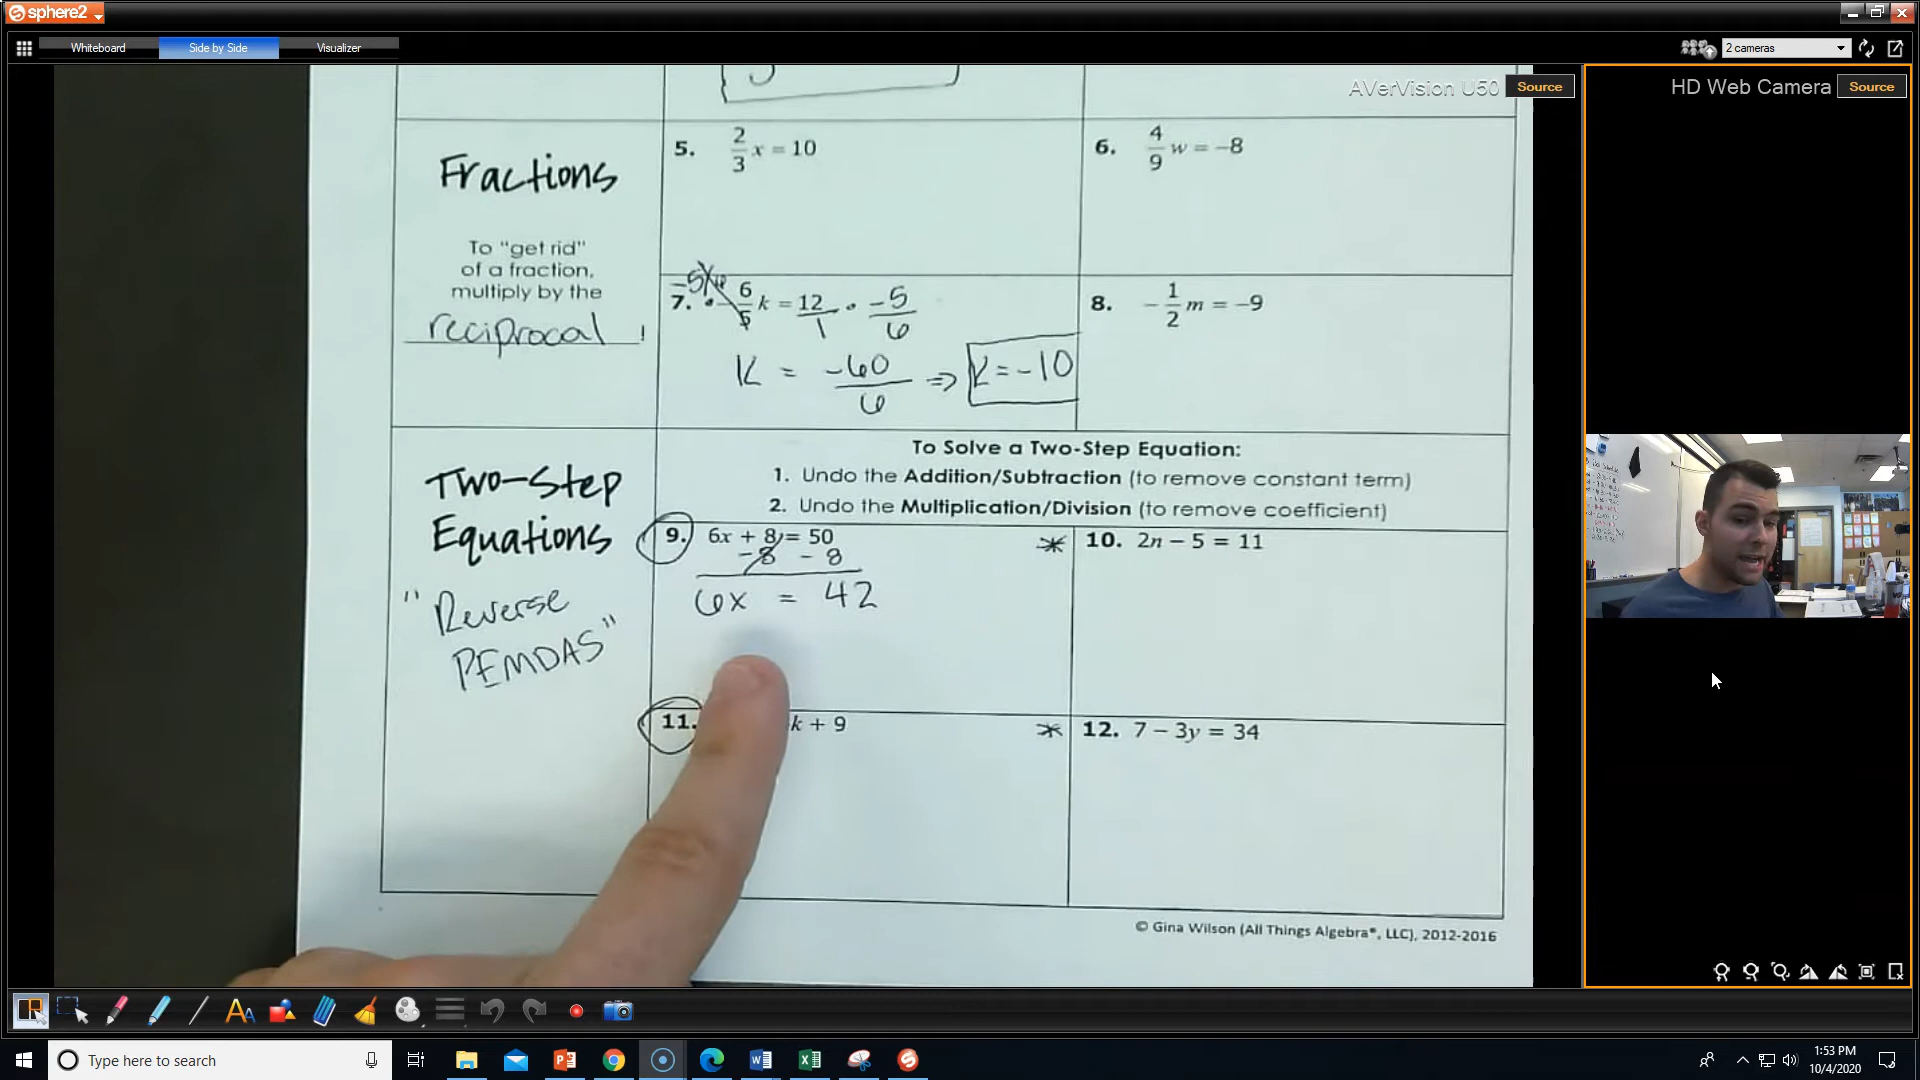 sphere2
Whiteboard
Side by Side
Visualizer
2 cameras
AVerVision U50
Source
HD Web Camera
Source
5. 2/3 x = 10
6. 4/9 w = -8
Fractions
To "get rid"
of a fraction,
multiply by the
reciprocal!
7. 6/5 k = 12/1 • -5/6
K = -60/6 ⇒ K = -10
8. -1/2 m = -9
To Solve a Two-Step Equation:
1. Undo the Addition/Subtraction (to remove constant term)
2. Undo the Multiplication/Division (to remove coefficient)
Two-Step
Equations
"Reverse
PEMDAS"
9. 6x + 8 = 50
-8 -8
6x = 42
* 10. 2n - 5 = 11
11. k + 9
* 12. 7 - 3y = 34
© Gina Wilson (All Things Algebra®, LLC), 2012-2016
Type here to search
1:53 PM
10/4/2020